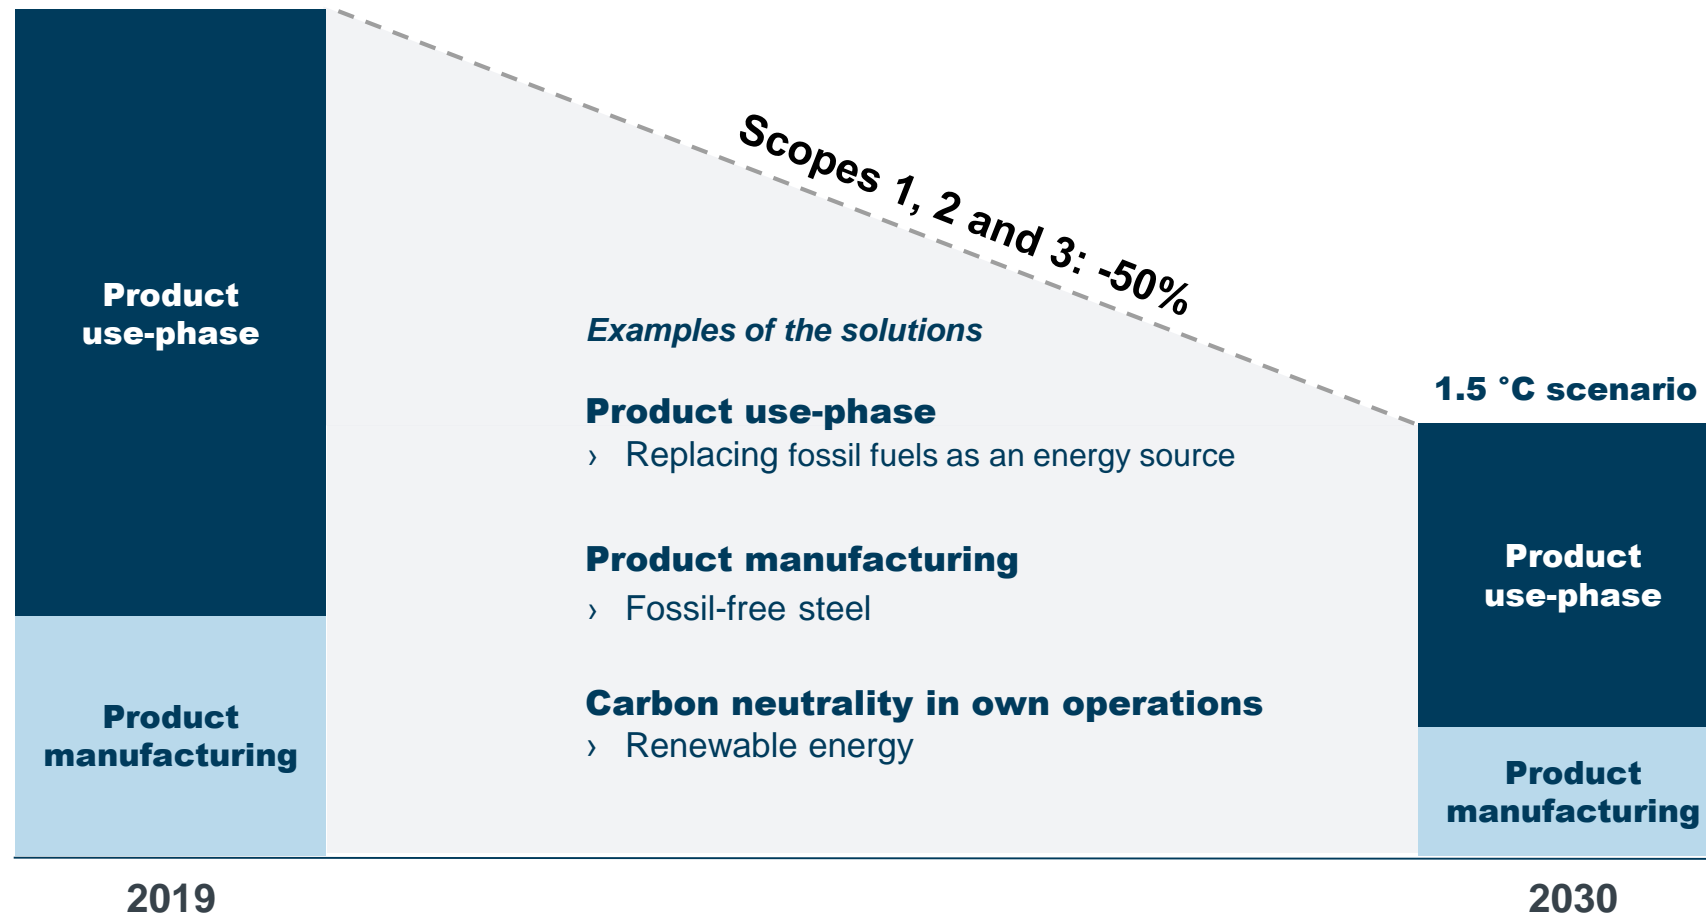 Product
use-phase
Product
manufacturing
2019
Scopes 1, 2 and 3: -50%
Examples of the solutions
Product use-phase
› Replacing fossil fuels as an energy source
Product manufacturing
› Fossil-free steel
Carbon neutrality in own operations
› Renewable energy
1.5 °C scenario
Product
use-phase
Product
manufacturing
2030